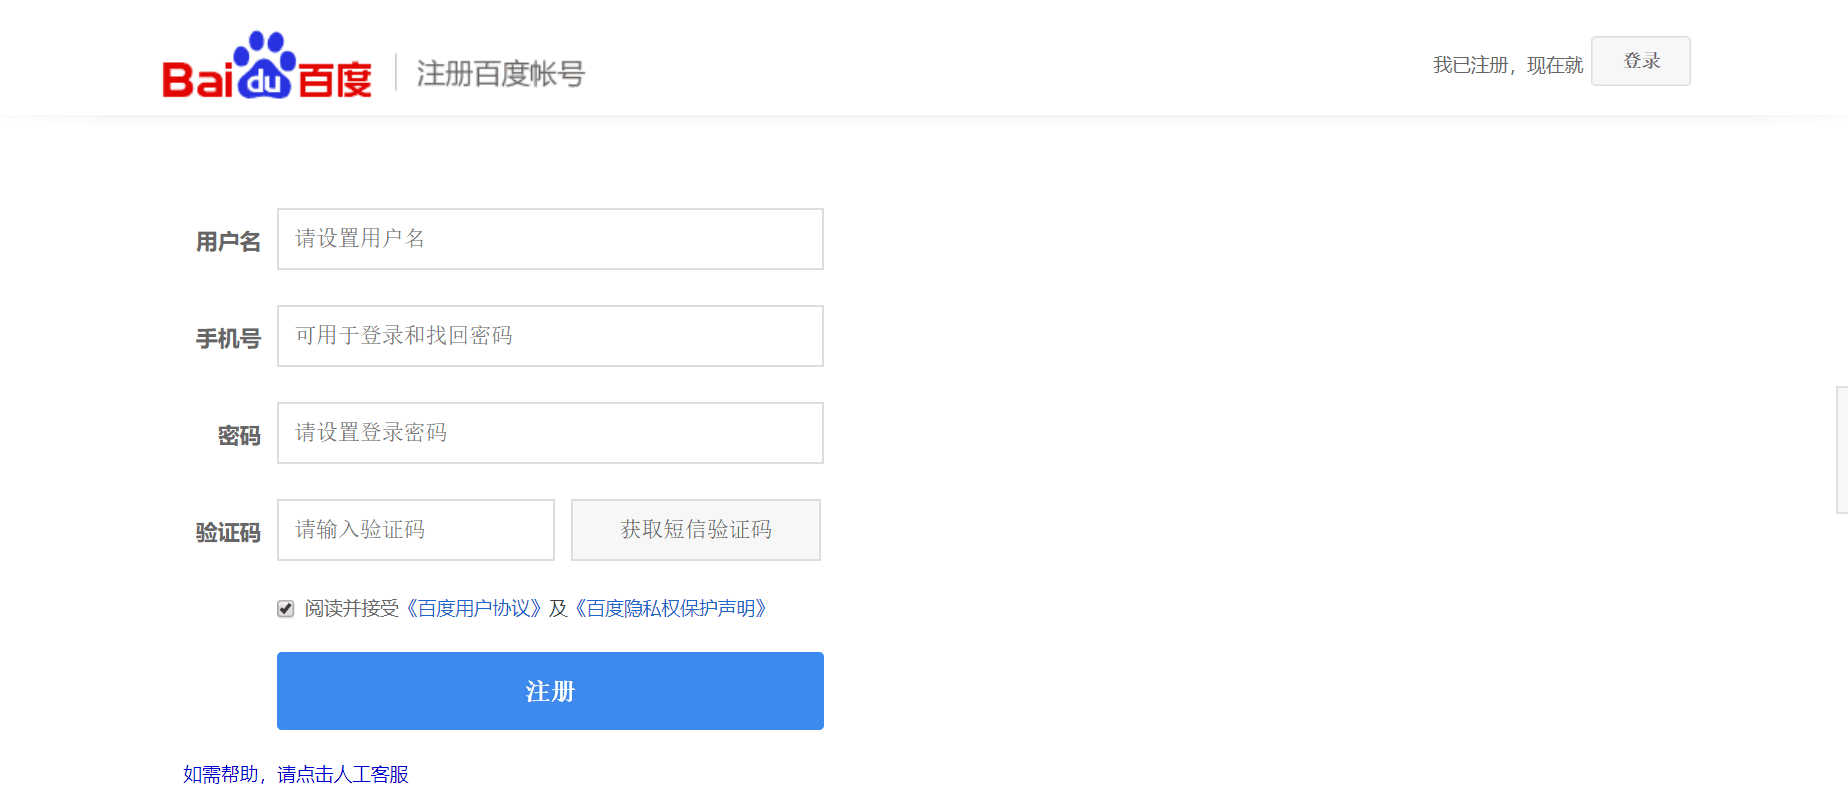 Bai du 百度 注册百度帐号
我已注册，现在就 登录
用户名 请设置用户名
手机号 可用于登录和找回密码
密码 请设置登录密码
验证码 请输入验证码 获取短信验证码
阅读并接受《百度用户协议》及《百度隐私权保护声明》
注册
如需帮助，请点击人工客服